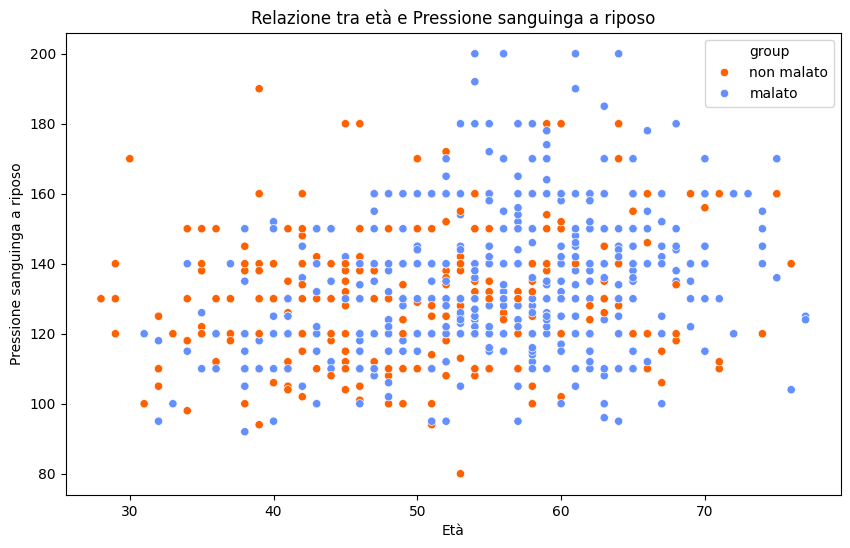 Relazione tra età e Pressione sanguinga a riposo
group
non malato
malato
Pressione sanguinga a riposo
200
180
160
140
120
100
80
30
40
50
60
70
Età